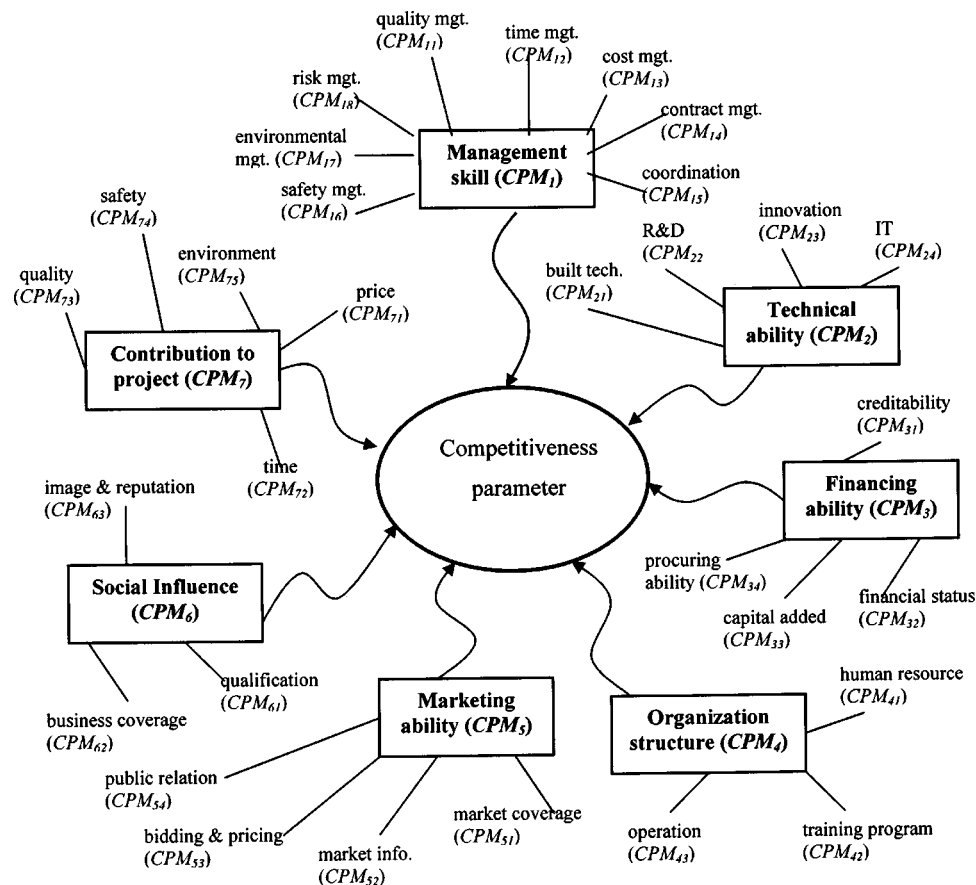 quality mgt.
(CPM11)
time mgt.
(CPM12)
cost mgt.
(CPM13)
risk mgt.
(CPM18)
contract mgt.
(CPM14)
environmental
mgt. (CPM17)
Management
skill (CPM1)
coordination
(CPM15)
safety mgt.
(CPM16)
safety
(CPM74)
innovation
(CPM23)
R&D
(CPM22
IT
(CPM24)
environment
(CPM75)
quality
(CPM73)
built tech.
(CPM21)
price
(CPM71)
Technical
ability (CPM2)
Contribution to
project (CPM7)
creditability
(CPM31)
Competitiveness
parameter
time
(CPM72)
image & reputation
(CPM63)
Financing
ability (CPM3)
procuring
ability (CPM34)
Social Influence
(CPM6)
financial status
(CPM32)
capital added
(CPM33)
qualification
(CPM61)
human resource
(CPM41)
Marketing
ability (CPM5)
business coverage
(CPM62)
Organization
structure (CPM4)
public relation
(CPM54)
market coverage
(CPM51)
bidding & pricing
(CPM53)
operation
(CPM43)
training program
(CPM42)
market info.
(CPM52)